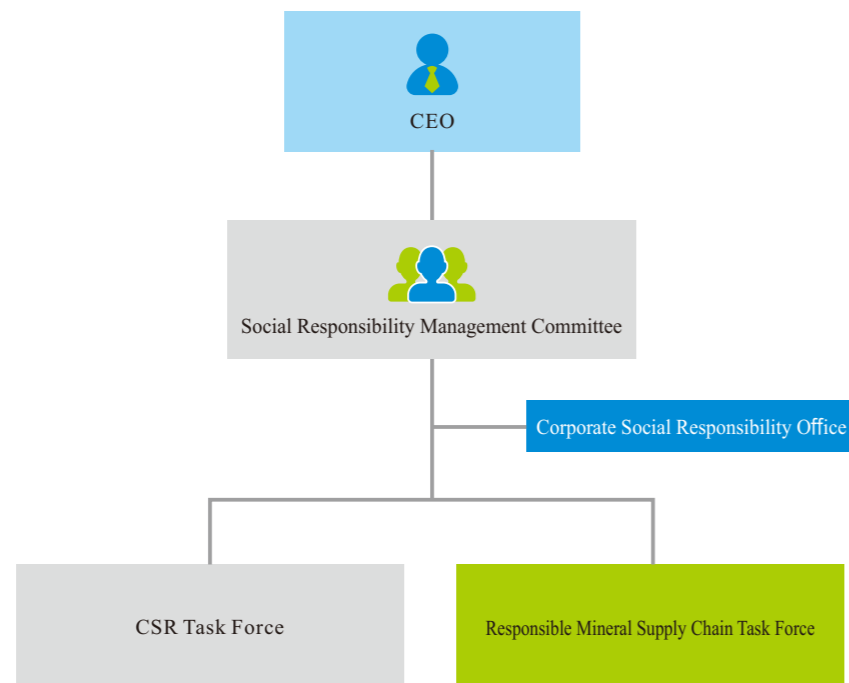 CEO
Social Responsibility Management Committee
Corporate Social Responsibility Office
CSR Task Force
Responsible Mineral Supply Chain Task Force